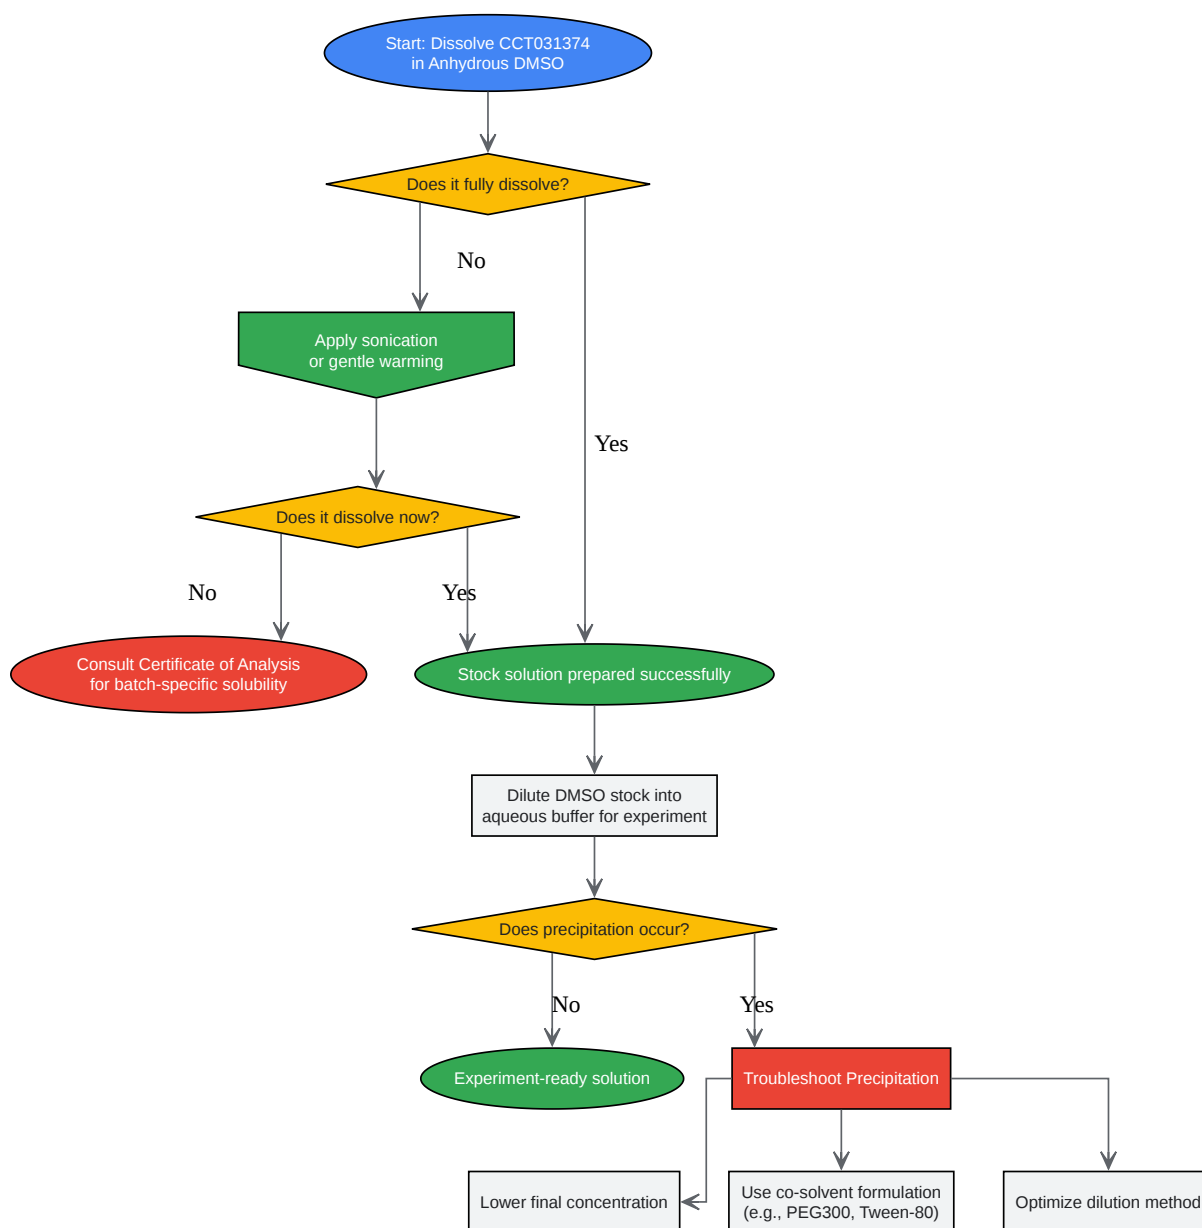 Start: Dissolve CCT031374
in Anhydrous DMSO
Does it fully dissolve?
No
Apply sonication
or gentle warming
Yes
Does it dissolve now?
No
Yes
Consult Certificate of Analysis
for batch-specific solubility
Stock solution prepared successfully
Dilute DMSO stock into
aqueous buffer for experiment
Does precipitation occur?
No
Yes
Experiment-ready solution
Troubleshoot Precipitation
Lower final concentration
Use co-solvent formulation
(e.g., PEG300, Tween-80)
Optimize dilution method